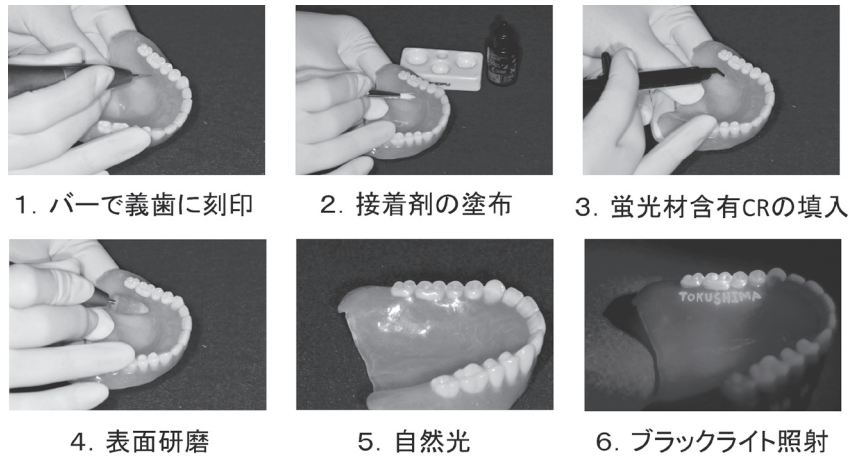 1. バーで義歯に刻印
2. 接着剤の塗布
3. 蛍光材含有CRの填入
TOKUSHIMA
4. 表面研磨
5. 自然光
6. ブラックライト照射